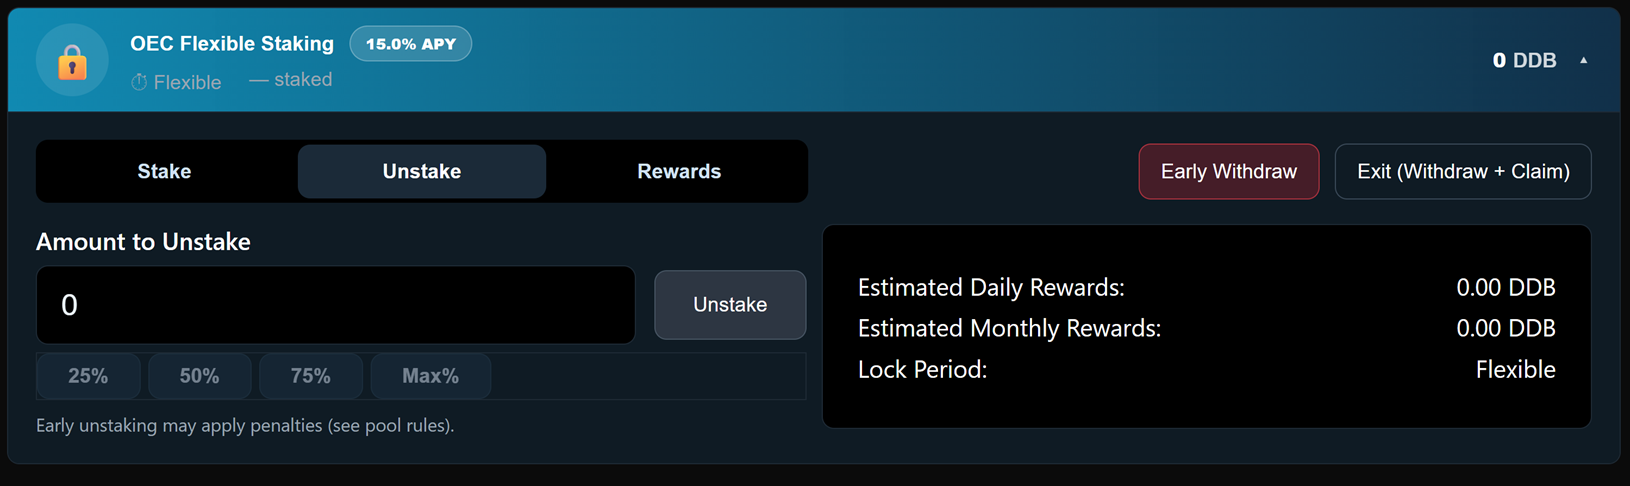 OEC Flexible Staking 15.0% APY
⏱ Flexible — staked
0 DDB ▲
Stake Unstake Rewards
Early Withdraw Exit (Withdraw + Claim)
Amount to Unstake
0 Unstake
25% 50% 75% Max%
Early unstaking may apply penalties (see pool rules).
Estimated Daily Rewards: 0.00 DDB
Estimated Monthly Rewards: 0.00 DDB
Lock Period: Flexible